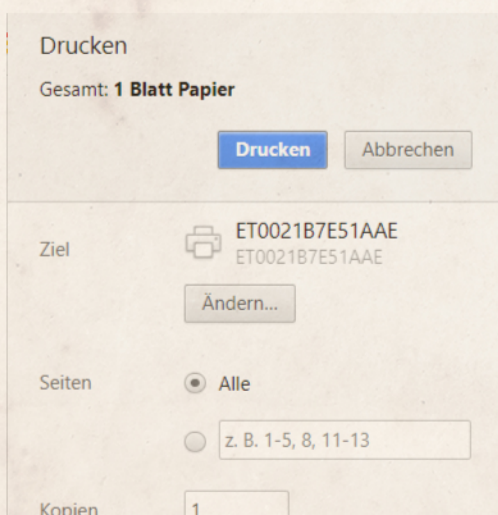 Drucken
Gesamt: 1 Blatt Papier
Drucken Abbrechen
Ziel
ET0021B7E51AAE
ET0021B7E51AAE
Ändern...
Seiten
Alle
z. B. 1-5, 8, 11-13
Kopien
1